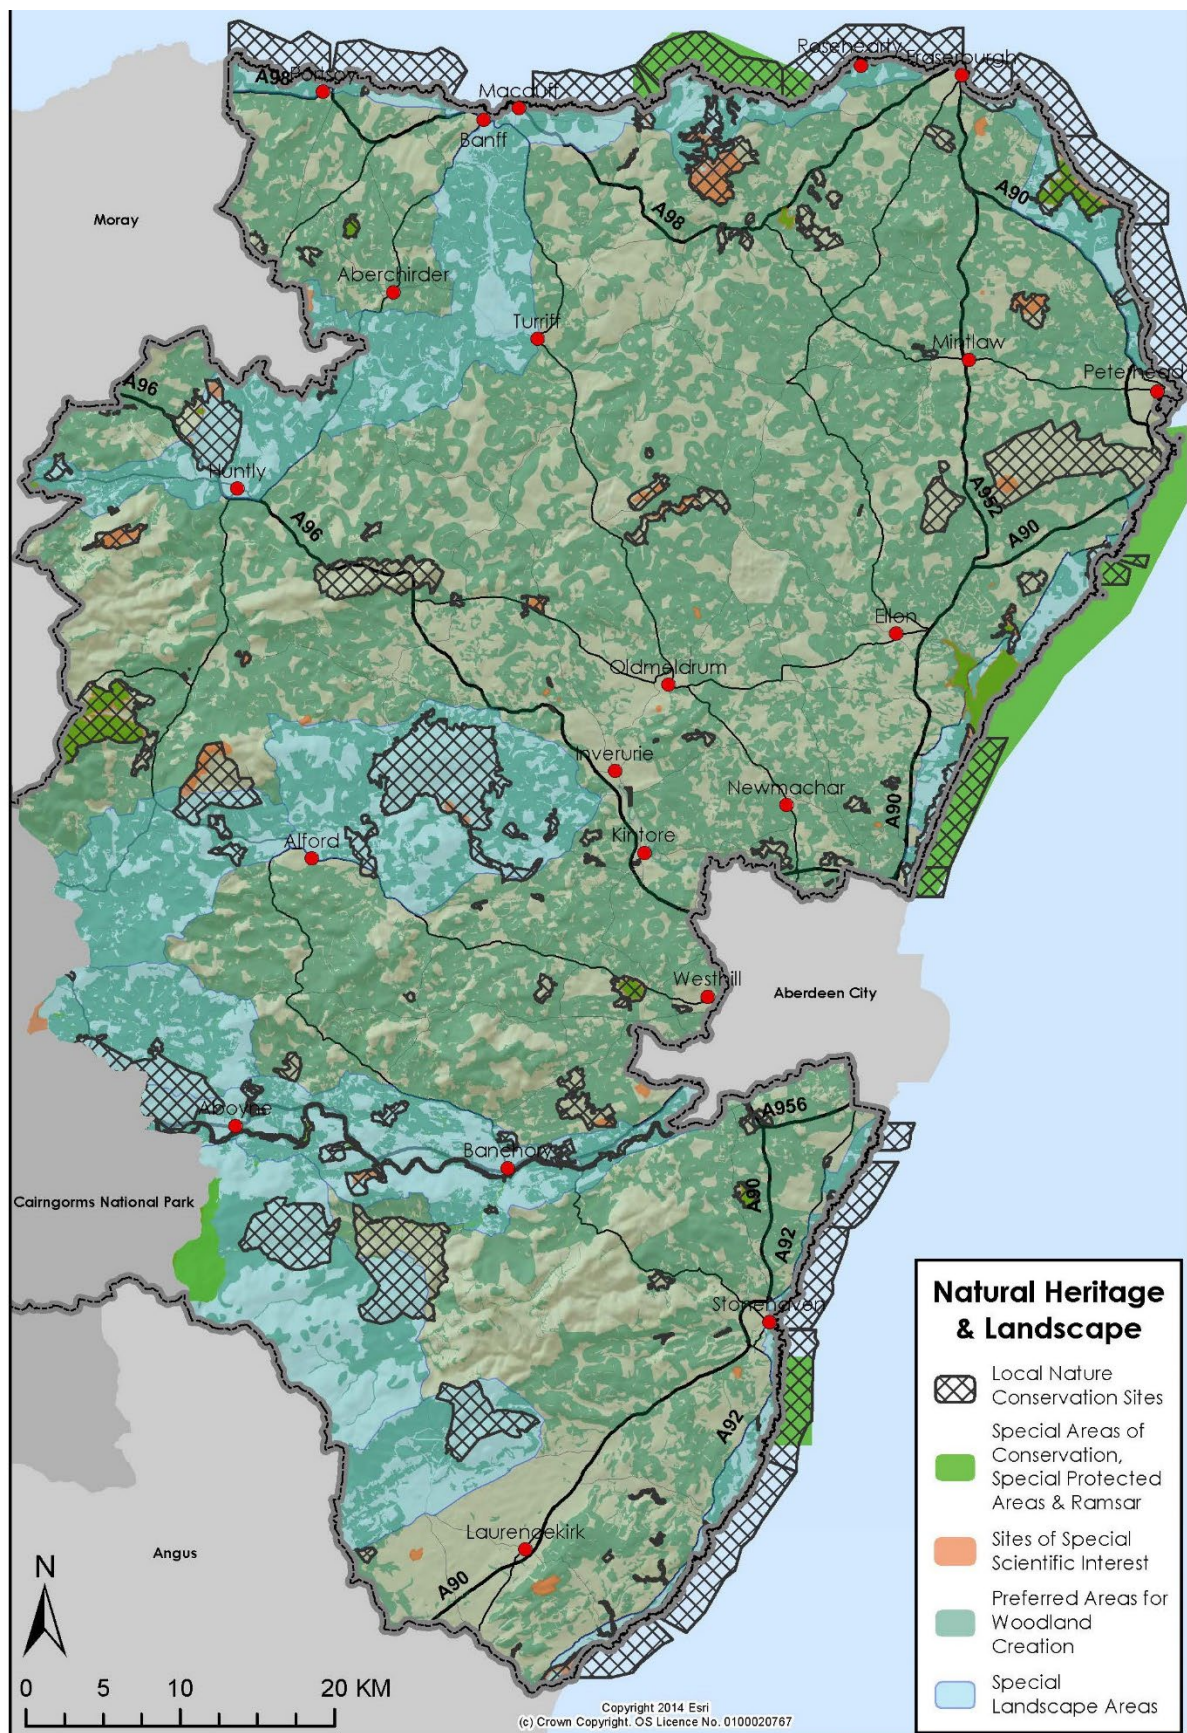 Rosehearty
Fraserburgh
A98
Portsoy
Macduff
Banff
A90
Moray
A98
Aberchirder
Turriff
Mintlaw
A96
Peterhead
Huntly
A952
A96
A90
Ellon
Oldmeldrum
Inverurie
Newmachar
A90
Alford
Kintore
Westhill
Aberdeen City
Aboyne
A956
Banchory
Cairngorms National Park
A90
A92
Stonehaven
A92
Laurencekirk
Angus
A90
N
0 5 10 20 KM
Natural Heritage
& Landscape
Local Nature
Conservation Sites
Special Areas of
Conservation,
Special Protected
Areas & Ramsar
Sites of Special
Scientific Interest
Preferred Areas for
Woodland
Creation
Special
Landscape Areas
Copyright 2014 Esri
(c) Crown Copyright. OS Licence No. 0100020767